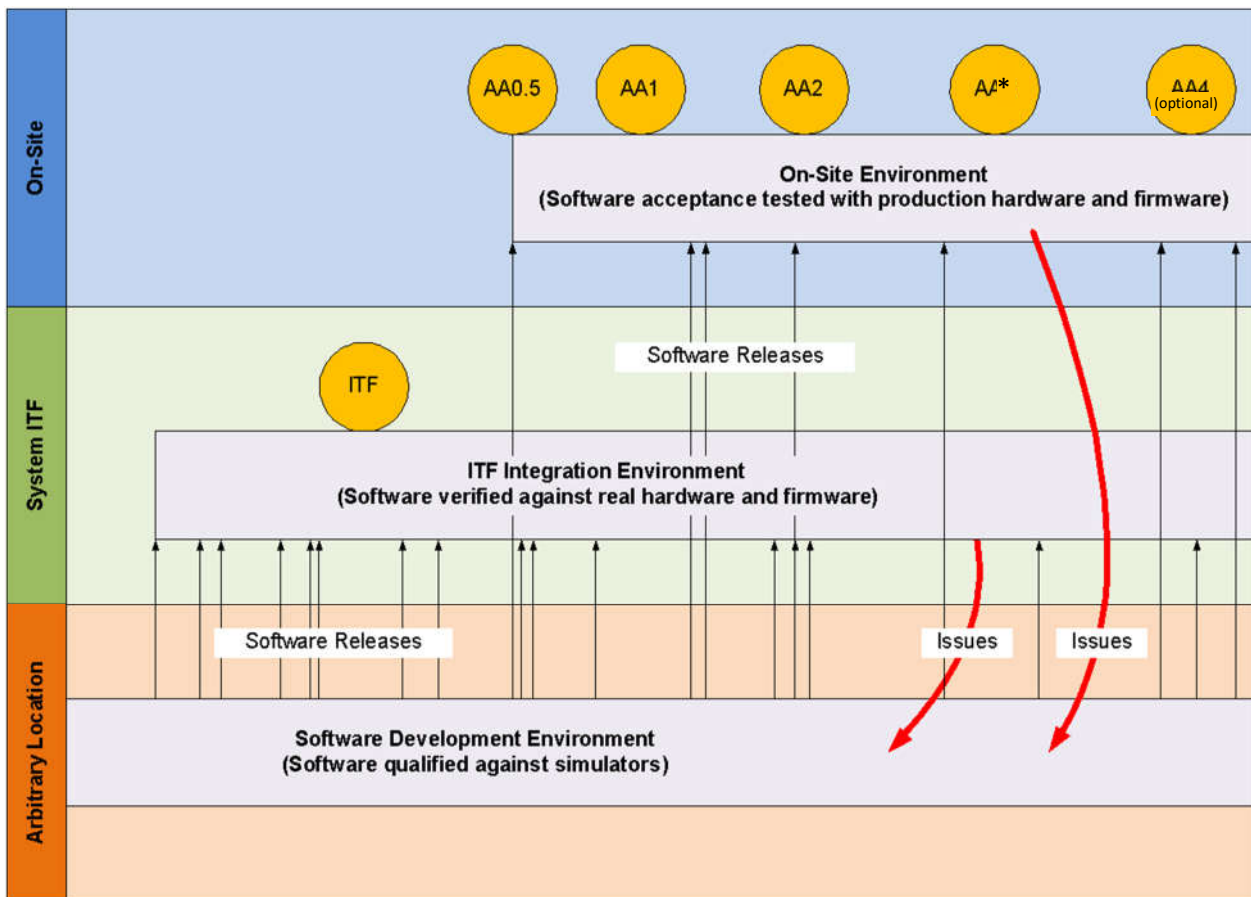 On-Site
AA0.5
AA1
AA2
AA*
AA4
(optional)
On-Site Environment
(Software acceptance tested with production hardware and firmware)
System ITF
Software Releases
ITF
ITF Integration Environment
(Software verified against real hardware and firmware)
Arbitrary Location
Software Releases
Issues
Issues
Software Development Environment
(Software qualified against simulators)